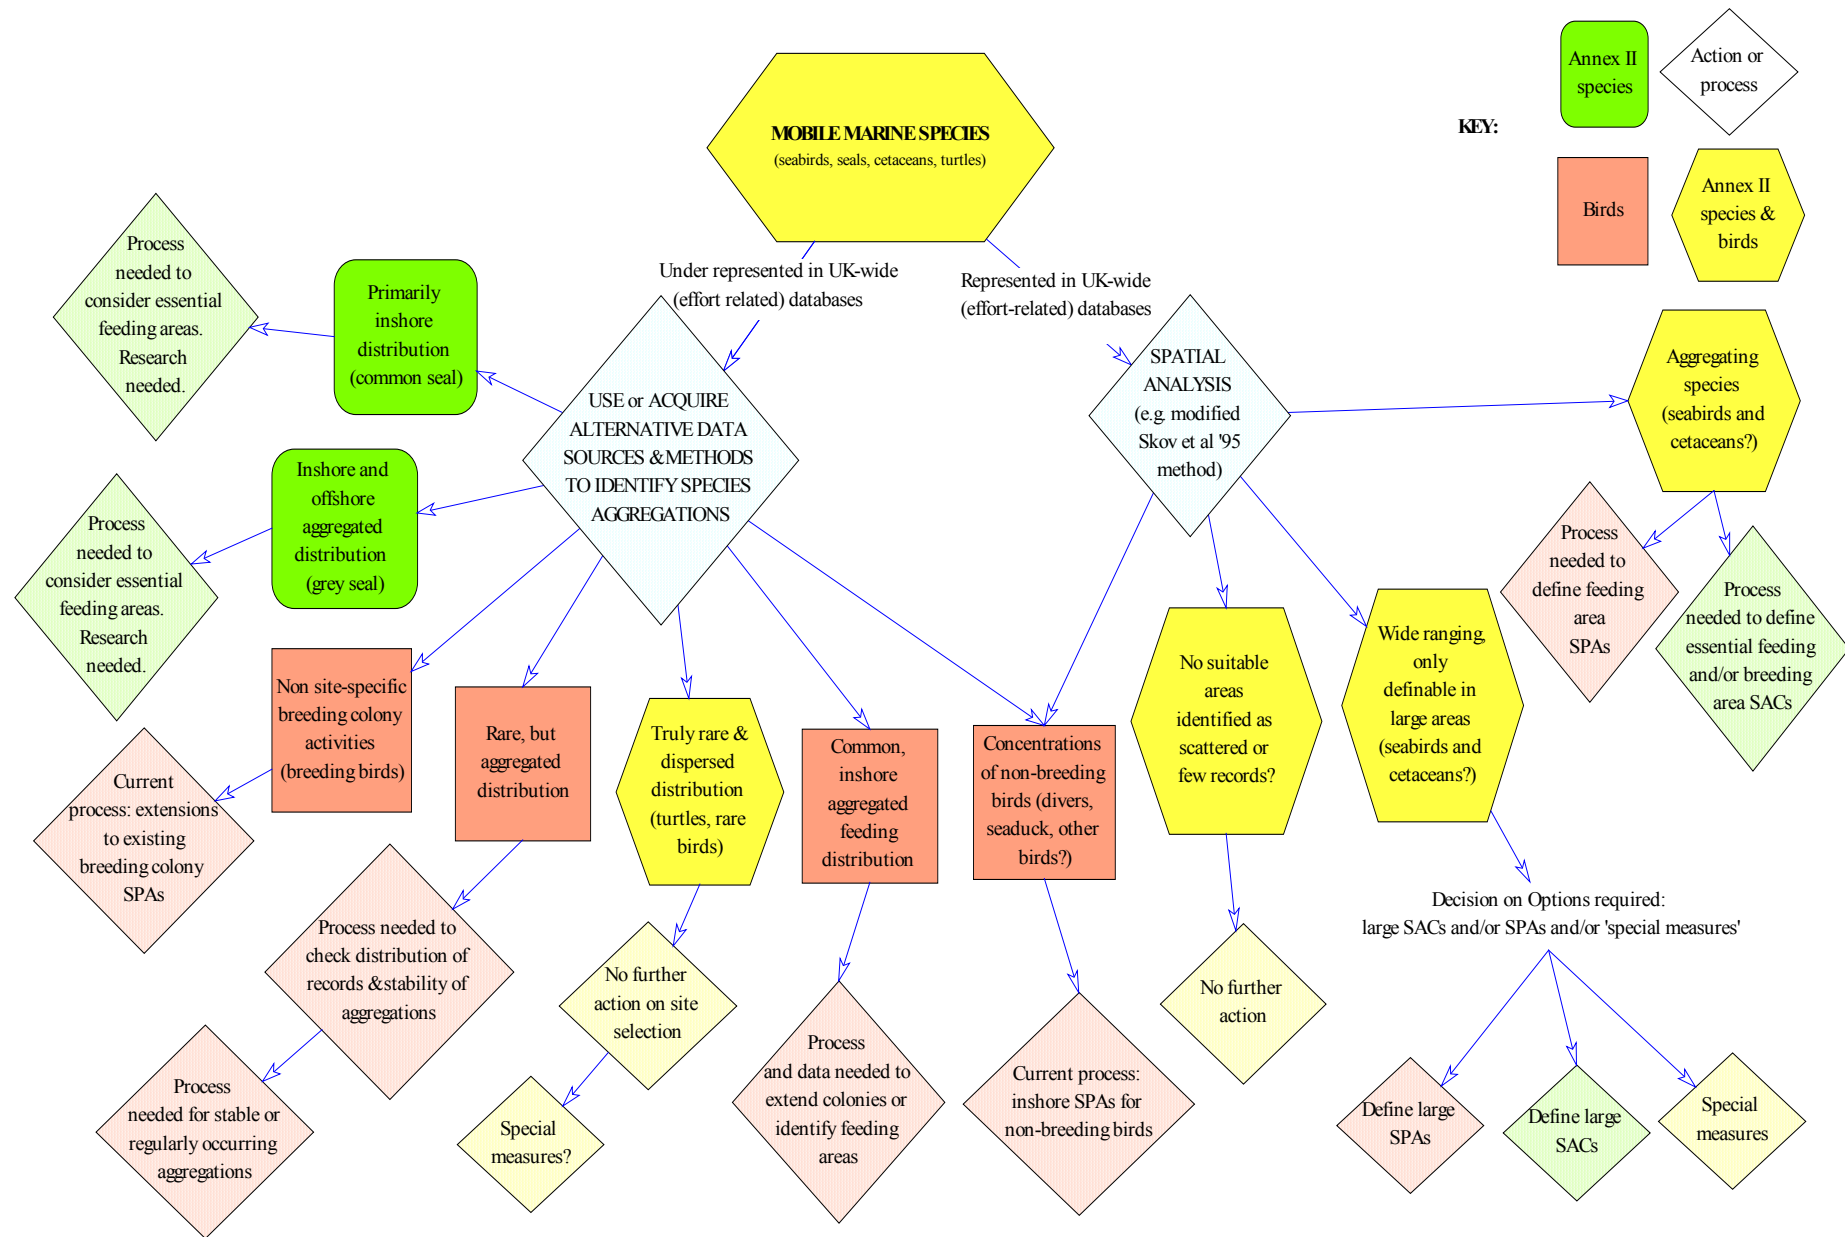 MOBILE MARINE SPECIES
(seabirds, seals, cetaceans, turtles)
KEY:
Annex II
species
Action or
process
Birds
Annex II
species &
birds
Under represented in UK-wide
(effort related) databases
Represented in UK-wide
(effort-related) databases
Process
needed to
consider essential
feeding areas.
Research
needed.
Primarily
inshore
distribution
(common seal)
USE or ACQUIRE
ALTERNATIVE DATA
SOURCES & METHODS
TO IDENTIFY SPECIES
AGGREGATIONS
SPATIAL
ANALYSIS
(e.g. modified
Skov et al '95
method)
Aggregating
species
(seabirds and
cetaceans?)
Process
needed to
consider essential
feeding areas.
Research
needed.
Inshore and
offshore
aggregated
distribution
(grey seal)
Process
needed to
define feeding
area
SPAs
Process
needed to define
essential feeding
and/or breeding
area SACs
Non site-specific
breeding colony
activities
(breeding birds)
Rare, but
aggregated
distribution
Truly rare &
dispersed
distribution
(turtles, rare
birds)
Common,
inshore
aggregated
feeding
distribution
Concentrations
of non-breeding
birds (divers,
seaduck, other
birds?)
No suitable
areas
identified as
scattered or
few records?
Wide ranging,
only
definable in
large areas
(seabirds and
cetaceans?)
Current
process: extensions
to existing
breeding colony
SPAs
Process needed to
check distribution of
records & stability of
aggregations
No further
action on site
selection
Process
and data needed to
extend colonies or
identify feeding
areas
Current process:
inshore SPAs for
non-breeding birds
No further
action
Decision on Options required:
large SACs and/or SPAs and/or 'special measures'
Process
needed for stable or
regularly occurring
aggregations
Special
measures?
Define large
SPAs
Define large
SACs
Special
measures